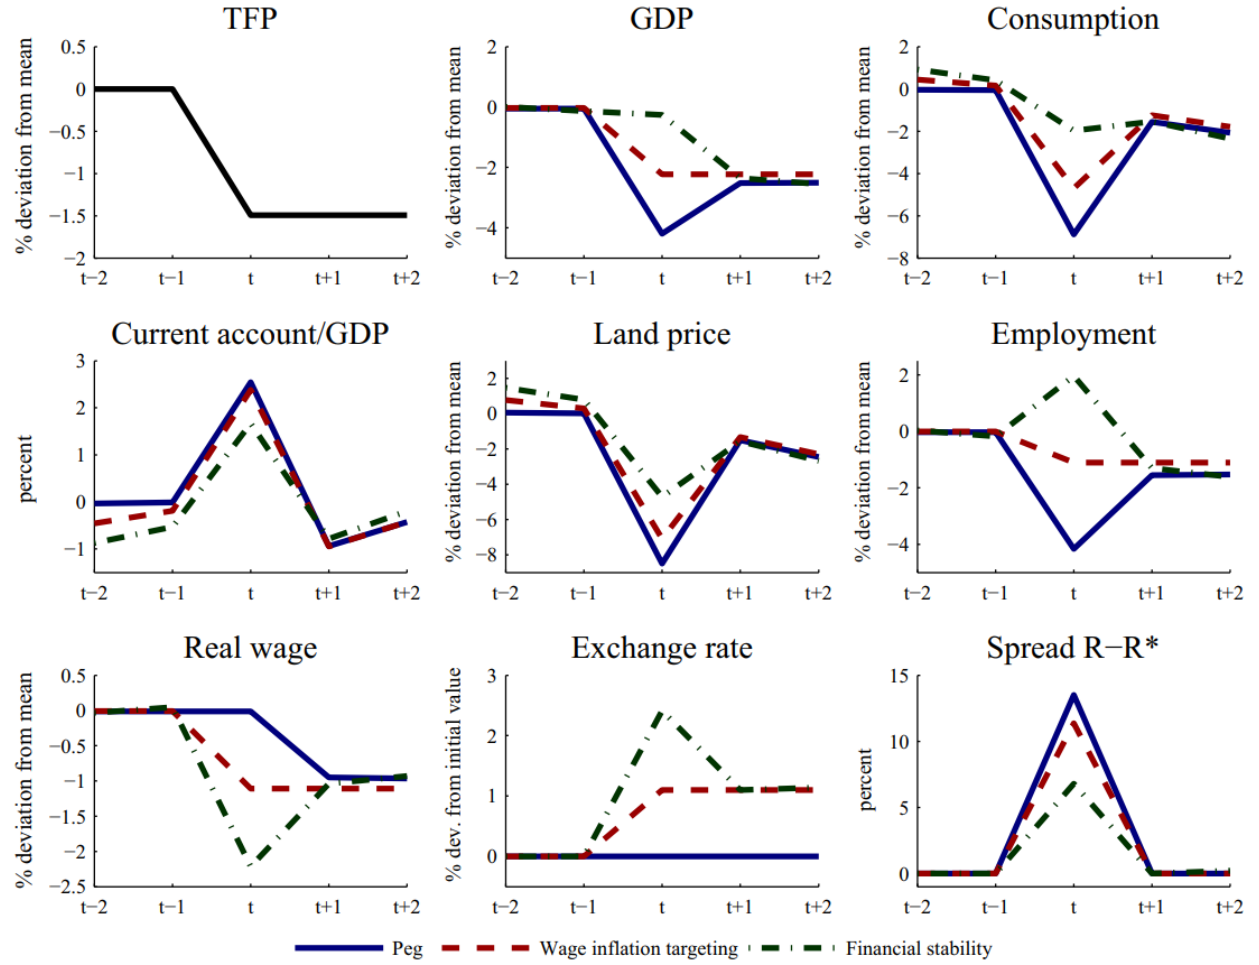 TFP
% deviation from mean
0.5
0
−0.5
−1
−1.5
−2
t−2 t−1 t t+1 t+2
GDP
% deviation from mean
2
0
−2
−4
t−2 t−1 t t+1 t+2
Consumption
% deviation from mean
2
0
−2
−4
−6
−8
t−2 t−1 t t+1 t+2
Current account/GDP
percent
3
2
1
0
−1
t−2 t−1 t t+1 t+2
Land price
% deviation from mean
2
0
−2
−4
−6
−8
t−2 t−1 t t+1 t+2
Employment
% deviation from mean
2
0
−2
−4
t−2 t−1 t t+1 t+2
Real wage
% deviation from mean
0.5
0
−0.5
−1
−1.5
−2
−2.5
t−2 t−1 t t+1 t+2
Exchange rate
% dev. from initial value
3
2
1
0
t−2 t−1 t t+1 t+2
Spread R−R*
percent
15
10
5
0
t−2 t−1 t t+1 t+2
Peg Wage inflation targeting Financial stability